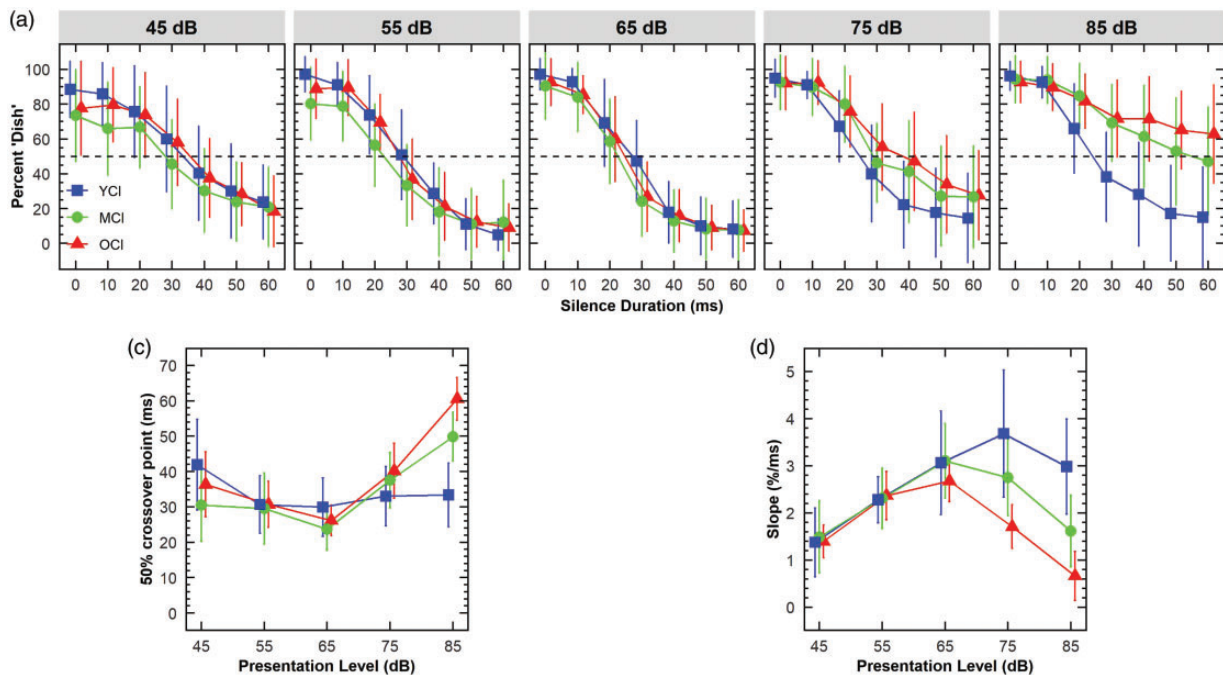 (a)
45 dB
55 dB
65 dB
75 dB
85 dB
Percent 'Dish'
100
80
60
40
20
0
YCI
MCI
OCI
0 10 20 30 40 50 60
0 10 20 30 40 50 60
0 10 20 30 40 50 60
0 10 20 30 40 50 60
0 10 20 30 40 50 60
Silence Duration (ms)
(c)
50% crossover point (ms)
70
60
50
40
30
20
10
0
45 55 65 75 85
Presentation Level (dB)
(d)
Slope (%/ms)
5
4
3
2
1
0
45 55 65 75 85
Presentation Level (dB)